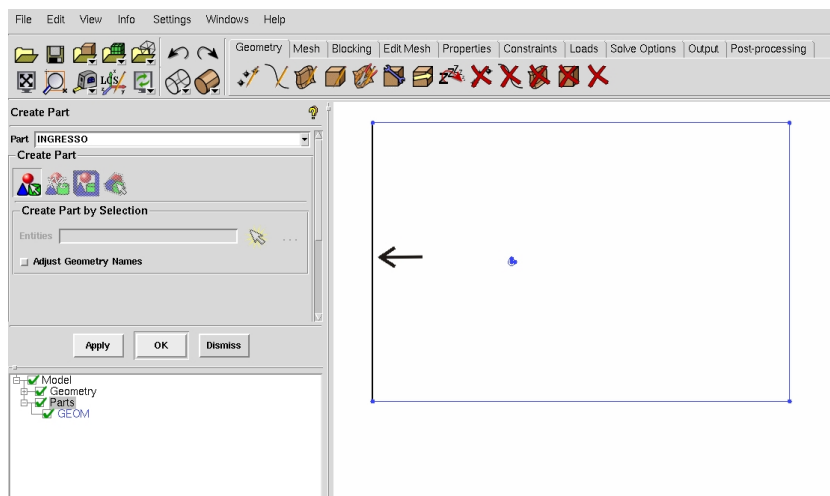 File Edit View Info Settings Windows Help
Geometry Mesh Blocking Edit Mesh Properties Constraints Loads Solve Options Output Post-processing
Create Part
Part INGRESSO
Create Part
Create Part by Selection
Entities
...
Adjust Geometry Names
Apply OK Dismiss
Model
Geometry
Parts
GEOM